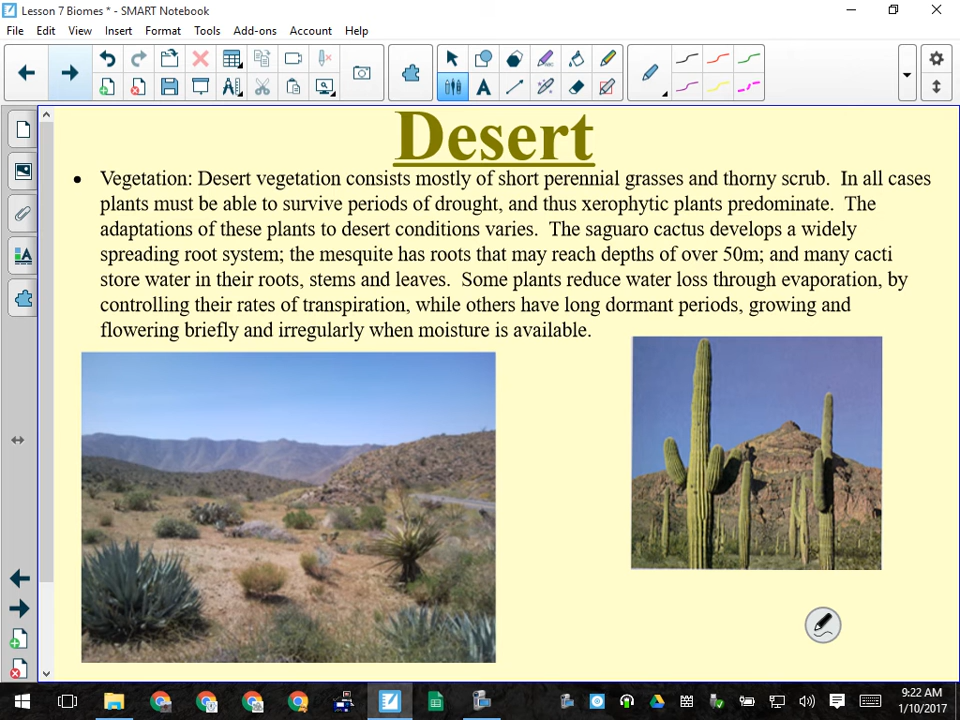 Lesson 7 Biomes * - SMART Notebook
File Edit View Insert Format Tools Add-ons Account Help
Desert
• Vegetation: Desert vegetation consists mostly of short perennial grasses and thorny scrub. In all cases
plants must be able to survive periods of drought, and thus xerophytic plants predominate. The
adaptations of these plants to desert conditions varies. The saguaro cactus develops a widely
spreading root system; the mesquite has roots that may reach depths of over 50m; and many cacti
store water in their roots, stems and leaves. Some plants reduce water loss through evaporation, by
controlling their rates of transpiration, while others have long dormant periods, growing and
flowering briefly and irregularly when moisture is available.
9:22 AM
1/10/2017